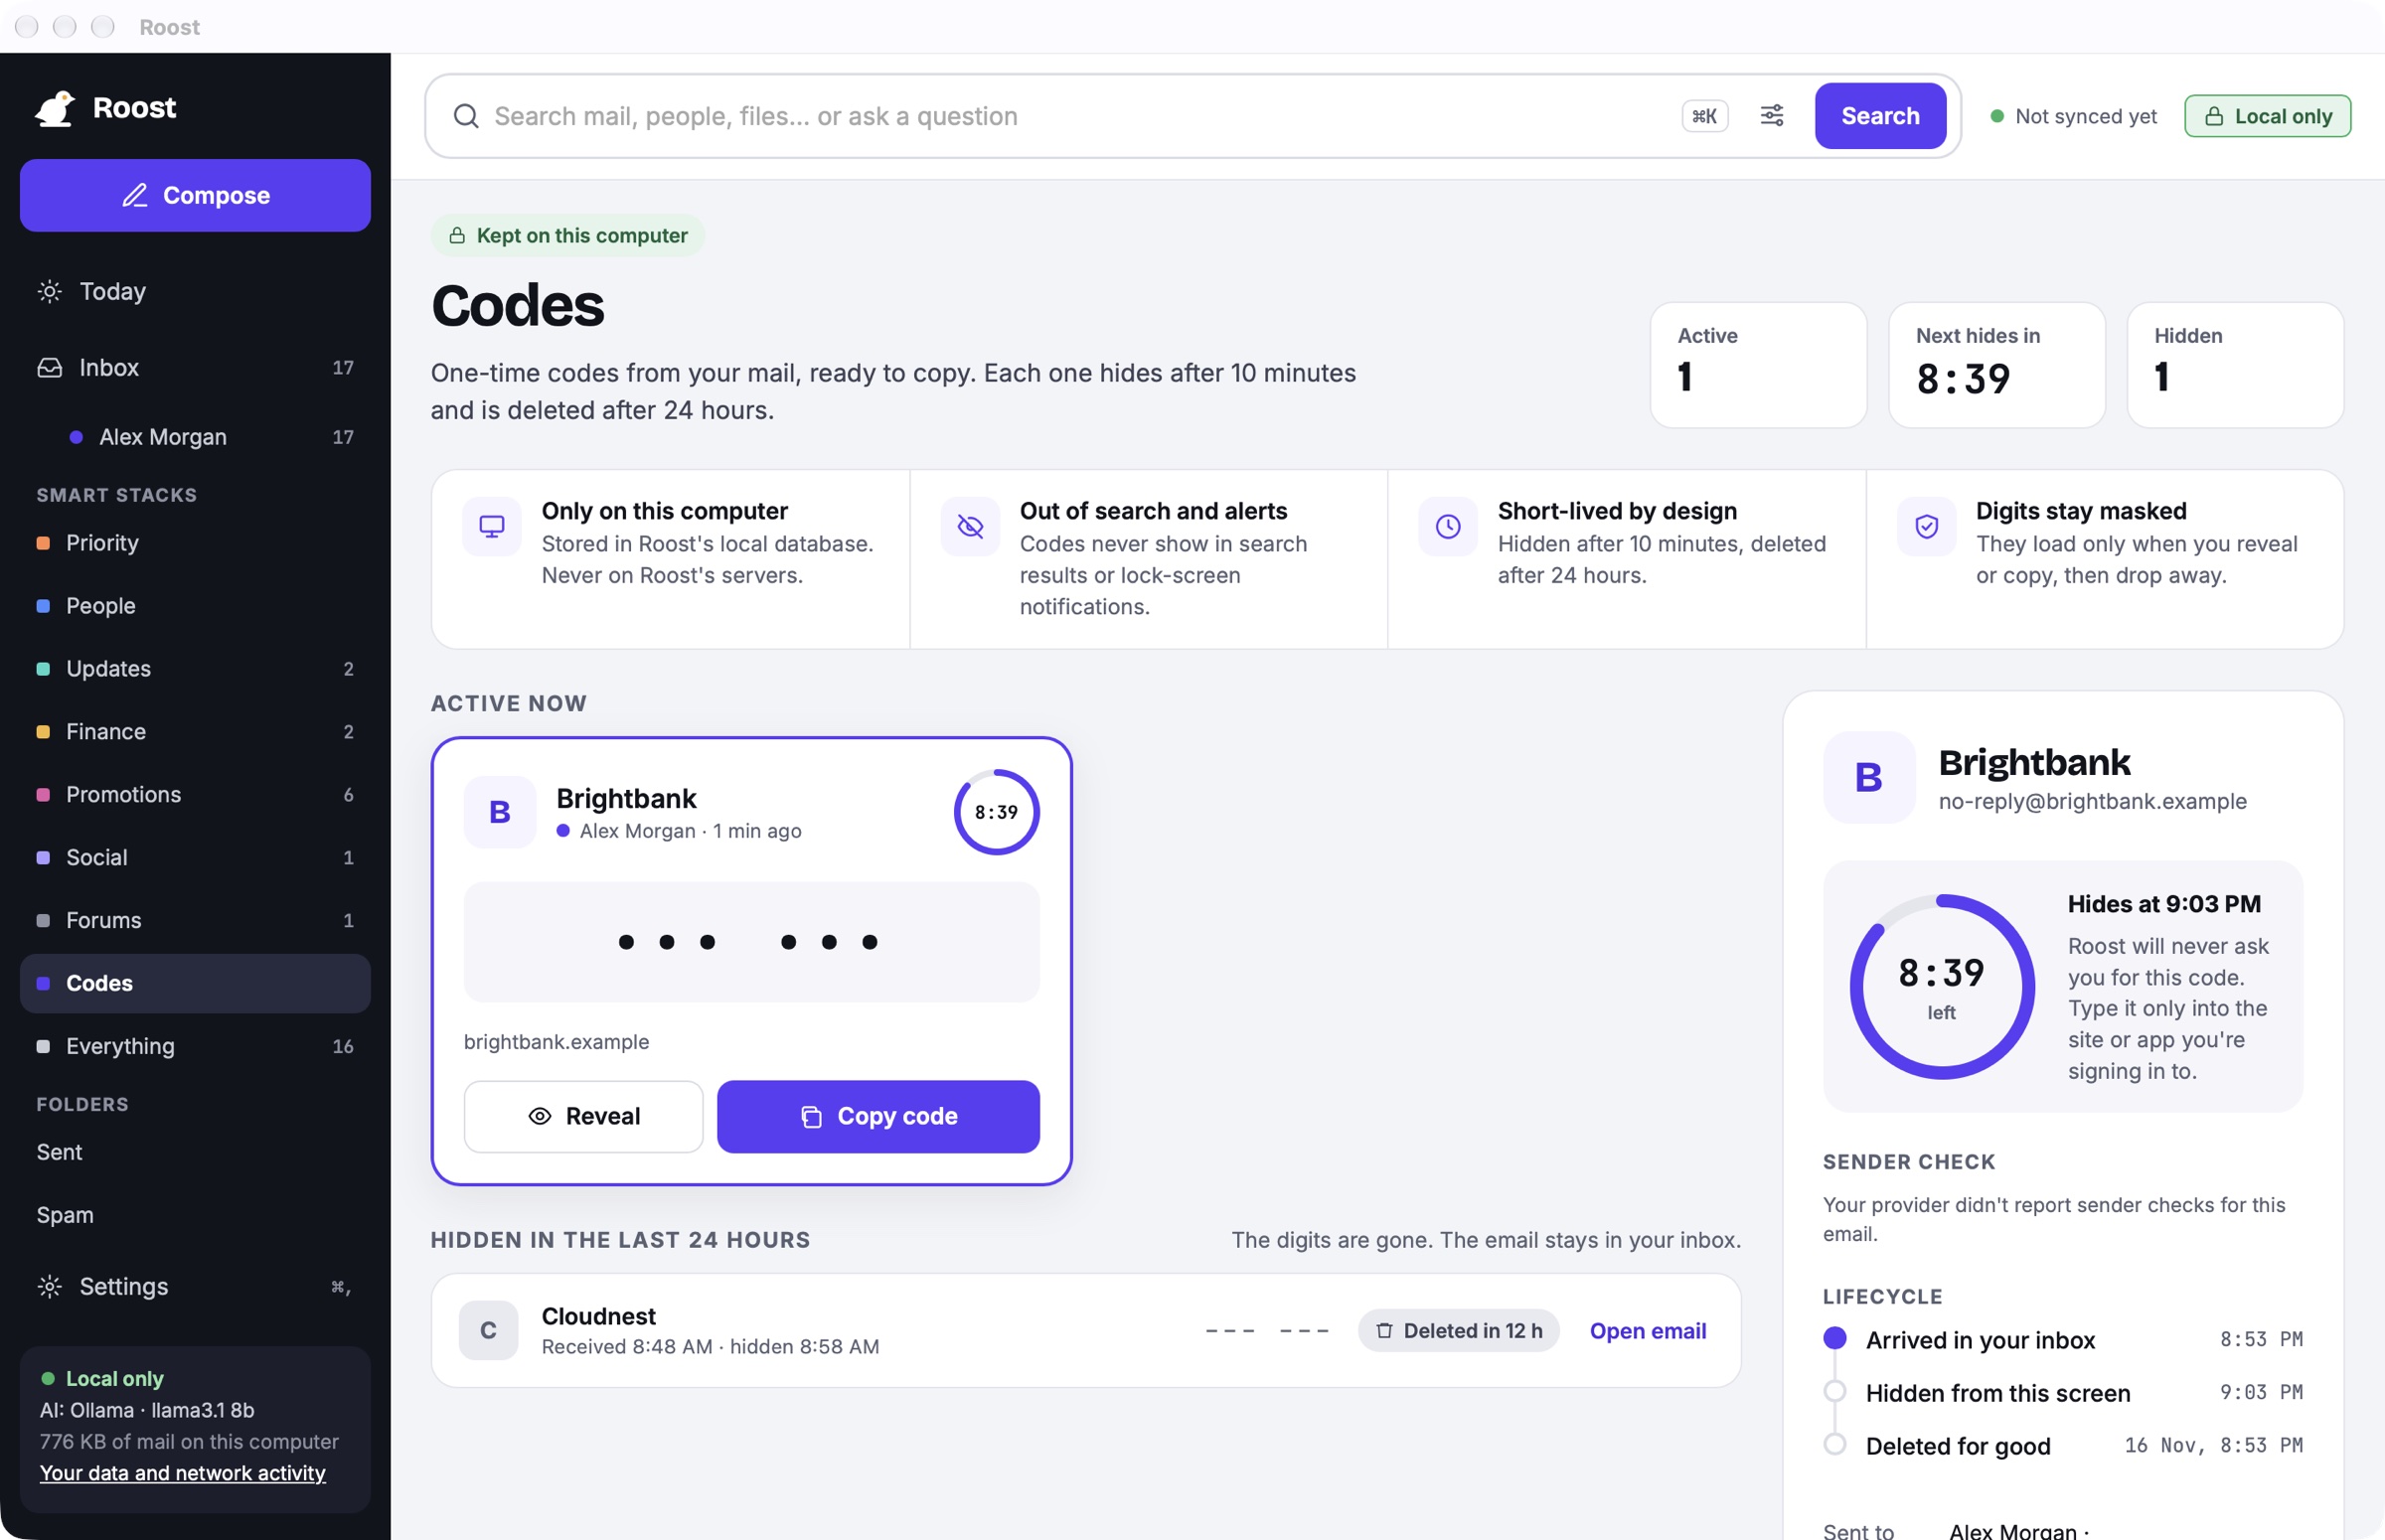 Roost
Roost
Compose
Today
Inbox 17
Alex Morgan 17
SMART STACKS
Priority
People
Updates 2
Finance 2
Promotions 6
Social 1
Forums 1
Codes
Everything 16
FOLDERS
Sent
Spam
Settings ⌘,
Local only
AI: Ollama · llama3.1 8b
776 KB of mail on this computer
Your data and network activity
Search mail, people, files... or ask a question ⌘K Search
Not synced yet
Local only
Kept on this computer
Codes
One-time codes from your mail, ready to copy. Each one hides after 10 minutes
and is deleted after 24 hours.
Active
1
Next hides in
8:39
Hidden
1
Only on this computer
Stored in Roost's local database.
Never on Roost's servers.
Out of search and alerts
Codes never show in search
results or lock-screen
notifications.
Short-lived by design
Hidden after 10 minutes, deleted
after 24 hours.
Digits stay masked
They load only when you reveal
or copy, then drop away.
ACTIVE NOW
B
Brightbank
Alex Morgan · 1 min ago
8:39
••• •••
brightbank.example
Reveal
Copy code
HIDDEN IN THE LAST 24 HOURS
The digits are gone. The email stays in your inbox.
C
Cloudnest
Received 8:48 AM · hidden 8:58 AM
--- ---
Deleted in 12 h
Open email
B
Brightbank
no-reply@brightbank.example
8:39
left
Hides at 9:03 PM
Roost will never ask
you for this code.
Type it only into the
site or app you're
signing in to.
SENDER CHECK
Your provider didn't report sender checks for this
email.
LIFECYCLE
Arrived in your inbox 8:53 PM
Hidden from this screen 9:03 PM
Deleted for good 16 Nov, 8:53 PM
Sent to Alex Morgan ·